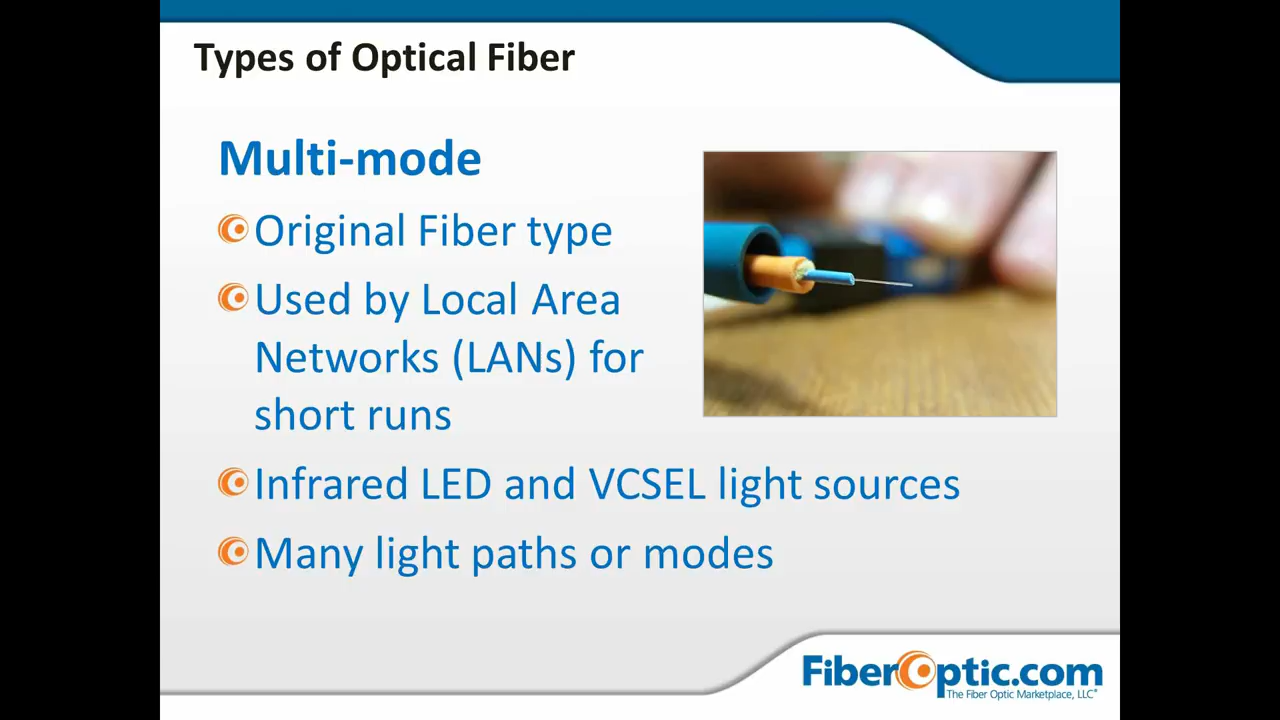 Types of Optical Fiber
Multi-mode
Original Fiber type
Used by Local Area
Networks (LANs) for
short runs
Infrared LED and VCSEL light sources
Many light paths or modes
FiberOptic.com
The Fiber Optic Marketplace, LLC®